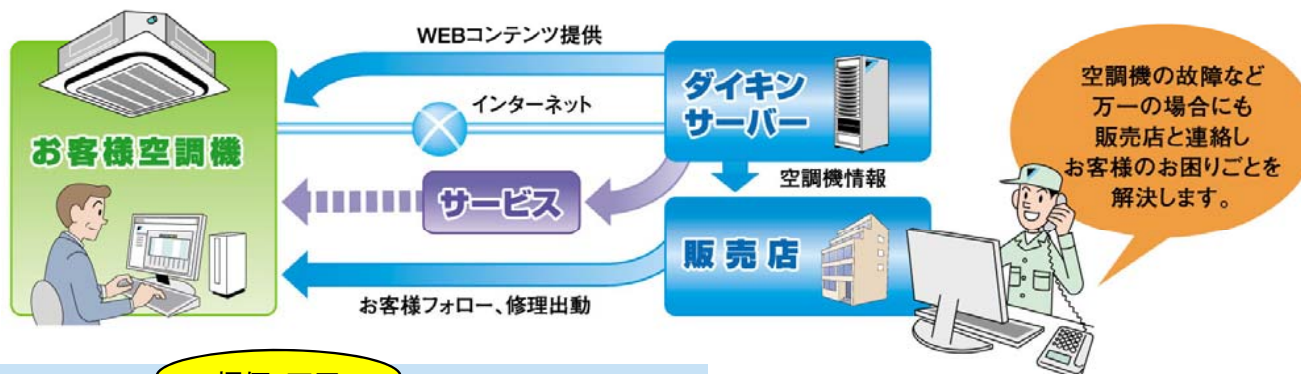 WEBコンテンツ提供
インターネット
お客様空調機
ダイキン
サーバー
空調機情報
サービス
販売店
お客様フォロー、修理出動
空調機の故障など
万一の場合にも
販売店と連絡し
お客様のお困りごとを
解決します。